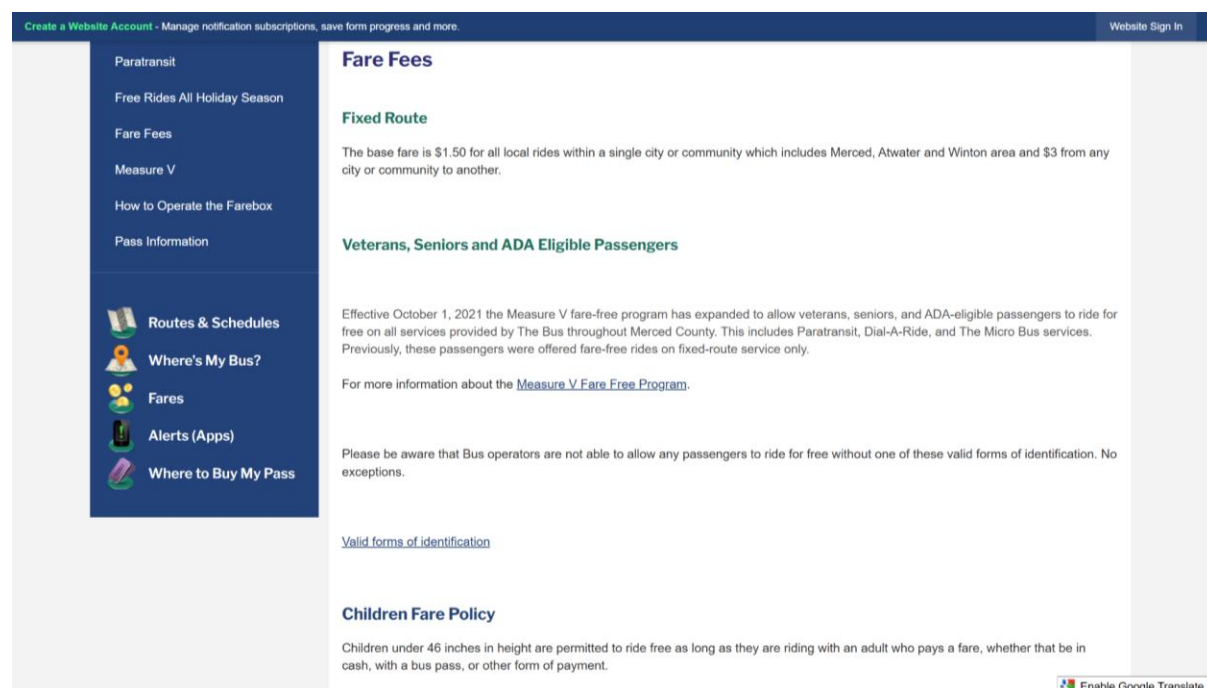 Create a Website Account - Manage notification subscriptions, save form progress and more.
Website Sign In
Paratransit
Free Rides All Holiday Season
Fare Fees
Measure V
How to Operate the Farebox
Pass Information
Routes & Schedules
Where's My Bus?
Fares
Alerts (Apps)
Where to Buy My Pass
Fare Fees
Fixed Route
The base fare is $1.50 for all local rides within a single city or community which includes Merced, Atwater and Winton area and $3 from any
city or community to another.
Veterans, Seniors and ADA Eligible Passengers
Effective October 1, 2021 the Measure V fare-free program has expanded to allow veterans, seniors, and ADA-eligible passengers to ride for
free on all services provided by The Bus throughout Merced County. This includes Paratransit, Dial-A-Ride, and The Micro Bus services.
Previously, these passengers were offered fare-free rides on fixed-route service only.
For more information about the Measure V Fare Free Program.
Please be aware that Bus operators are not able to allow any passengers to ride for free without one of these valid forms of identification. No
exceptions.
Valid forms of identification
Children Fare Policy
Children under 46 inches in height are permitted to ride free as long as they are riding with an adult who pays a fare, whether that be in
cash, with a bus pass, or other form of payment.
Enable Google Translate